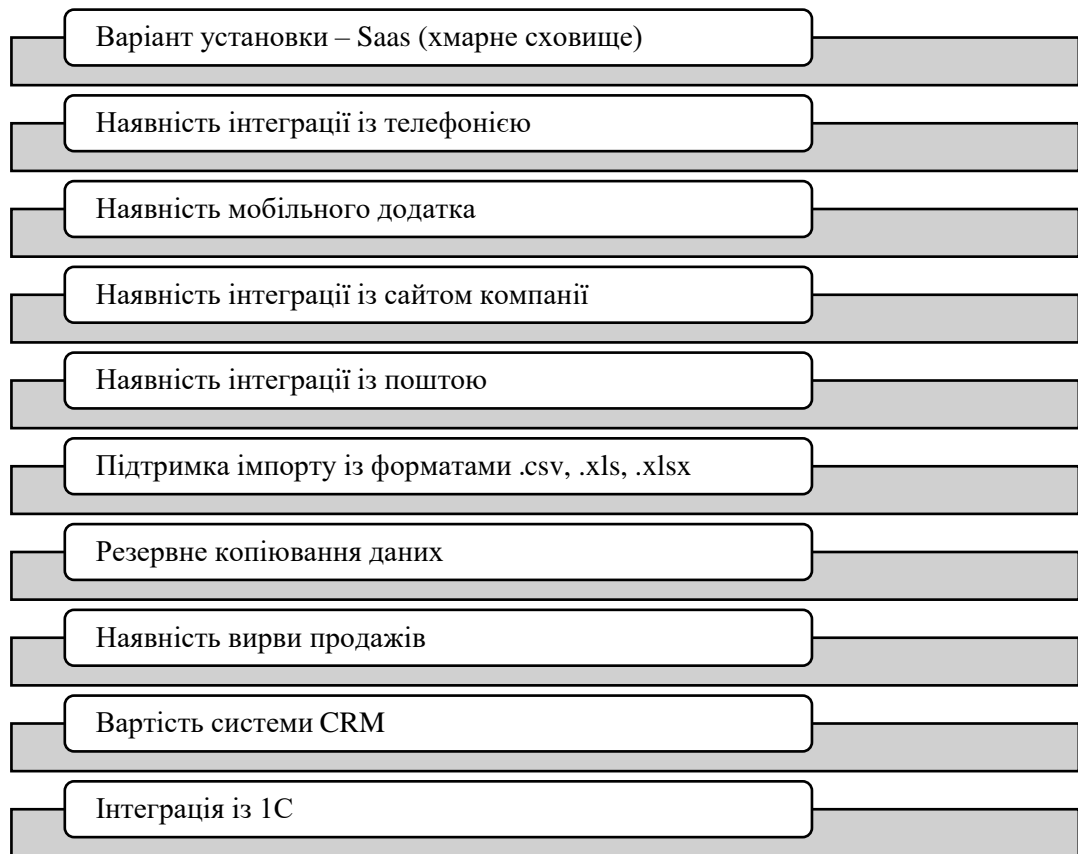 Варіант установки – Saas (хмарне сховище)
Наявність інтеграції із телефонією
Наявність мобільного додатка
Наявність інтеграції із сайтом компанії
Наявність інтеграції із поштою
Підтримка імпорту із форматами .csv, .xls, .xlsx
Резервне копіювання даних
Наявність вирви продажів
Вартість системи CRM
Інтеграція із 1С